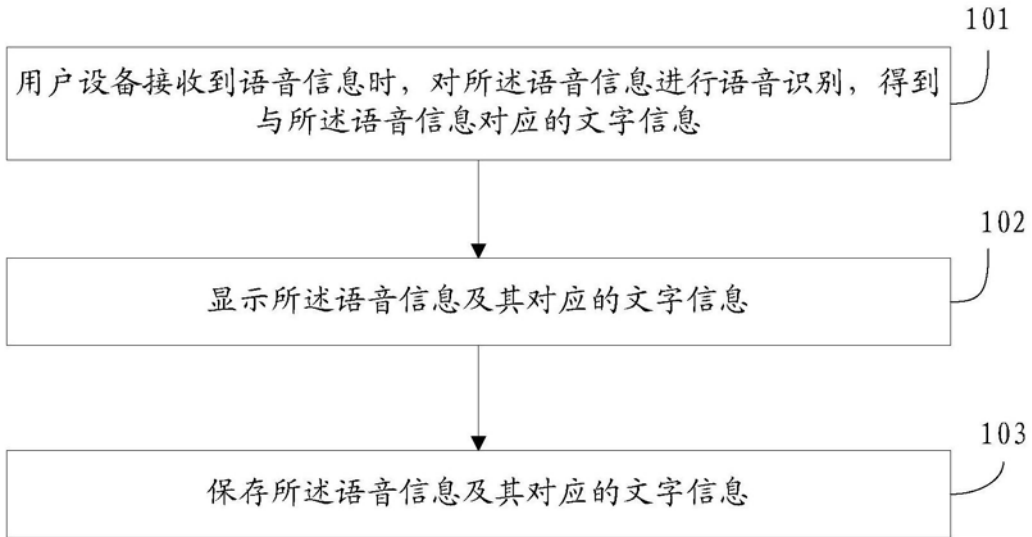 101
用户设备接收到语音信息时，对所述语音信息进行语音识别，得到
与所述语音信息对应的文字信息
102
显示所述语音信息及其对应的文字信息
103
保存所述语音信息及其对应的文字信息